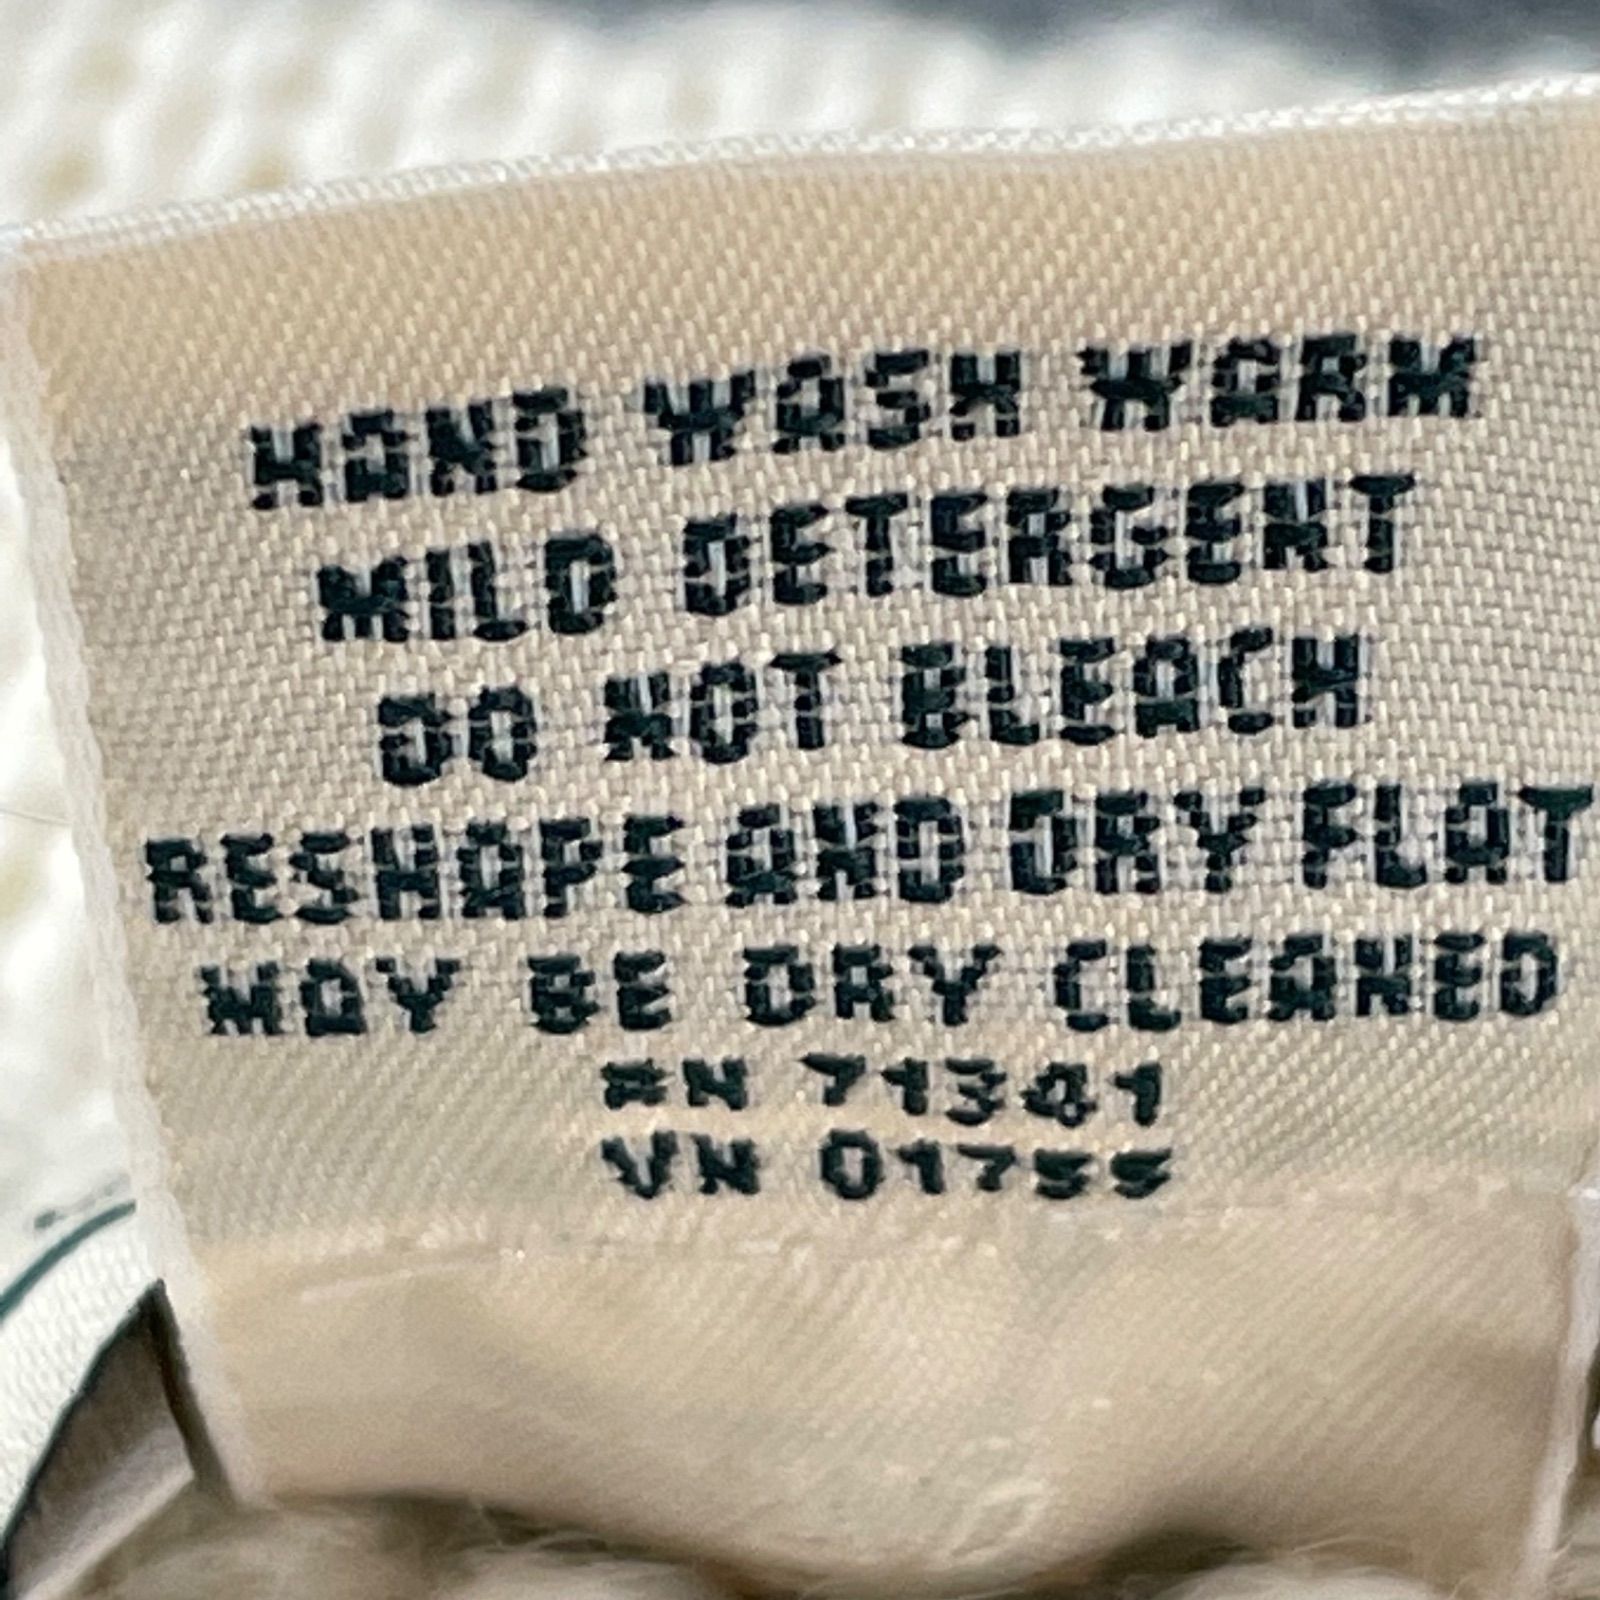 HAND WASH WARM
MILD DETERGENT
DO NOT BLEACH
RESHAPE AND DRY FLAT
MAY BE DRY CLEANED
RN 71341
VN 01755